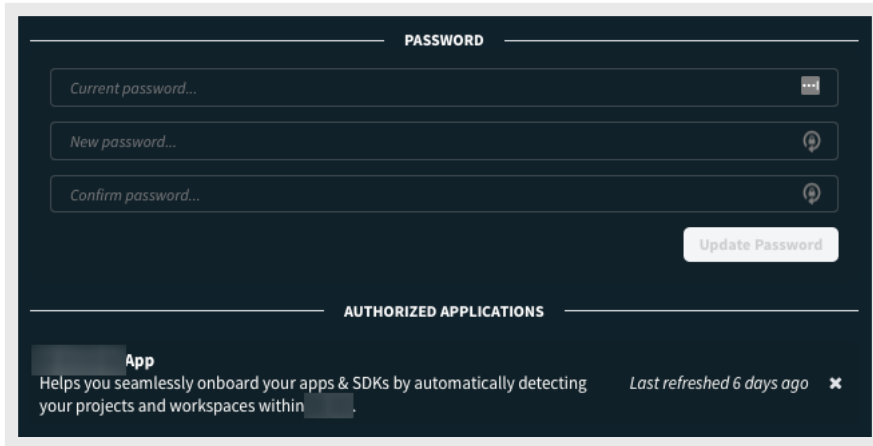 PASSWORD
Current password...
New password...
Confirm password...
Update Password
AUTHORIZED APPLICATIONS
App
Helps you seamlessly onboard your apps & SDKs by automatically detecting
your projects and workspaces within .
Last refreshed 6 days ago